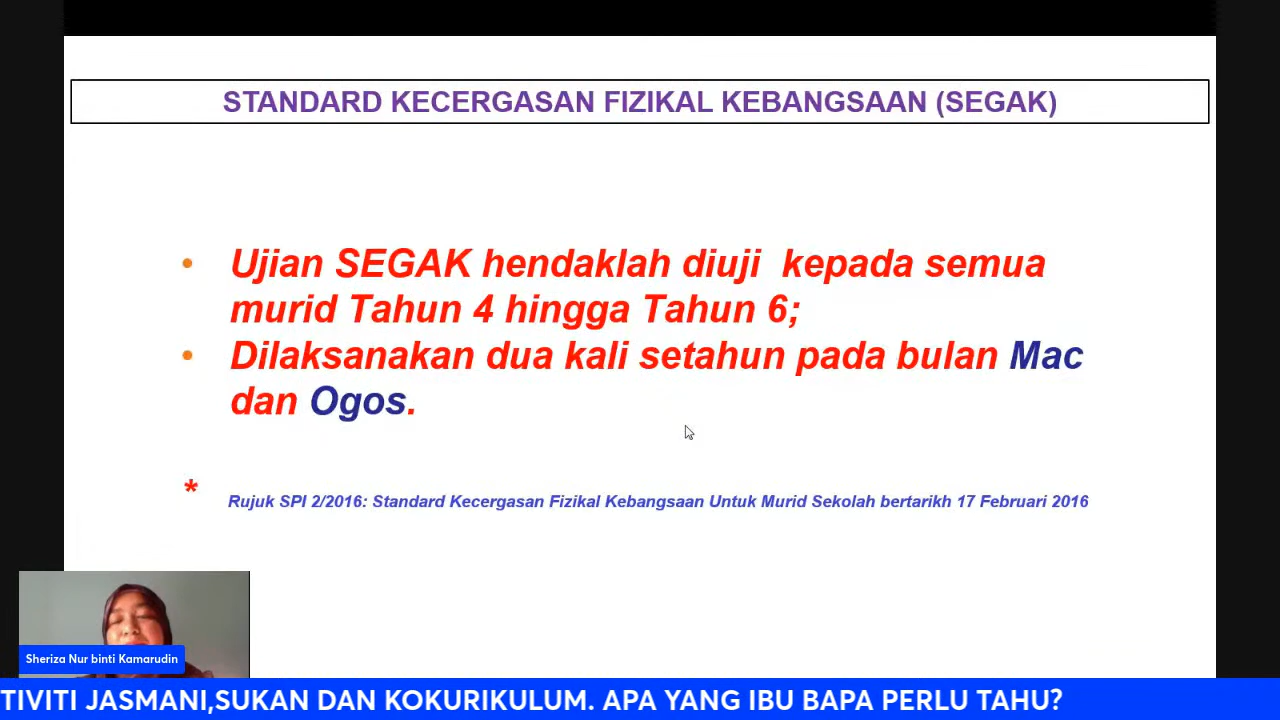 STANDARD KECERGASAN FIZIKAL KEBANGSAAN (SEGAK)
• Ujian SEGAK hendaklah diuji kepada semua
murid Tahun 4 hingga Tahun 6;
• Dilaksanakan dua kali setahun pada bulan Mac
dan Ogos.
* Rujuk SPI 2/2016: Standard Kecergasan Fizikal Kebangsaan Untuk Murid Sekolah bertarikh 17 Februari 2016
Sheriza Nur binti Kamarudin
TIVITI JASMANI,SUKAN DAN KOKURIKULUM. APA YANG IBU BAPA PERLU TAHU?